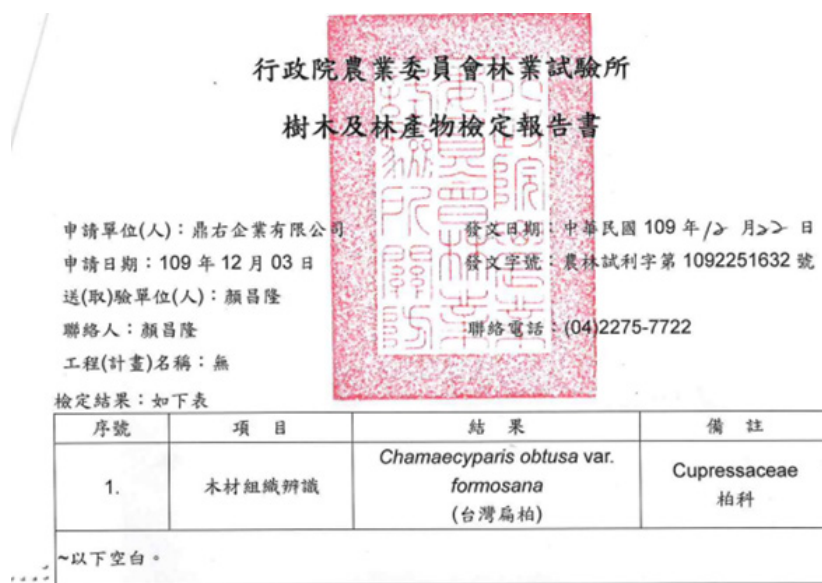 行政院農業委員會林業試驗所
樹木及林產物檢定報告書
申請單位(人)：鼎右企業有限公司 發文日期：中華民國 109 年 12 月 22 日
申請日期：109 年 12 月 03 日 發文字號：農林試利字第 1092251632 號
送(取)驗單位(人)：顏昌隆
聯絡人：顏昌隆 聯絡電話：(04)2275-7722
工程(計畫)名稱：無
檢定結果：如下表
序號 項 目 結 果 備 註
1. 木材組織辨識 Chamaecyparis obtusa var. formosana (台灣扁柏) Cupressaceae 柏科
~以下空白。